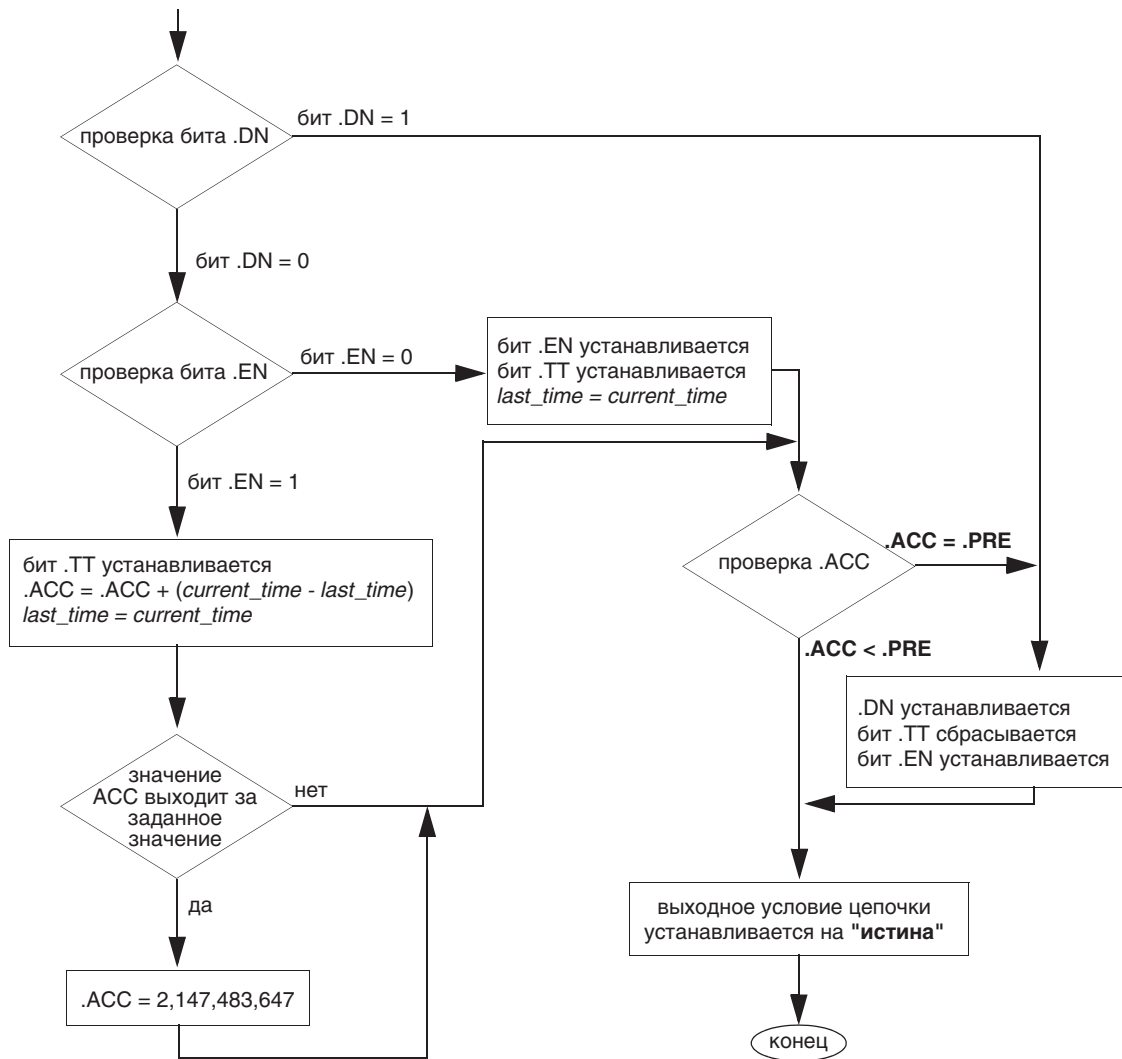 проверка бита .DN
бит .DN = 1
бит .DN = 0
проверка бита .EN
бит .EN = 0
бит .EN устанавливается
бит .TT устанавливается
last_time = current_time
бит .EN = 1
бит .TT устанавливается
.ACC = .ACC + (current_time - last_time)
last_time = current_time
проверка .ACC
.ACC = .PRE
.ACC < .PRE
.DN устанавливается
бит .TT сбрасывается
бит .EN устанавливается
значение
ACC выходит за
заданное
значение
нет
да
.ACC = 2,147,483,647
выходное условие цепочки
устанавливается на "истина"
конец